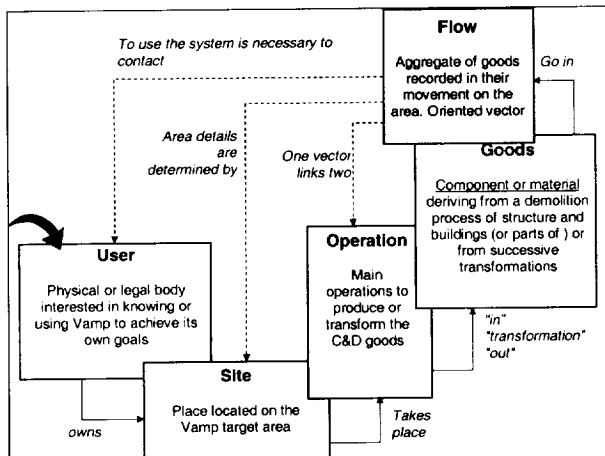 Flow
Aggregate of goods
recorded in their
movement on the
area. Oriented vector
To use the system is necessary to
contact
Go in
Area details
are
determined by
One vector
links two
Goods
Component or material
deriving from a demolition
process of structure and
buildings (or parts of ) or
from successive
transformations
User
Physical or legal body
interested in knowing or
using Vamp to achieve its
own goals
Operation
Main
operations to
produce or
transform the
C&D goods
"in"
"transformation"
"out"
Site
Place located on the
Vamp target area
owns
Takes
place